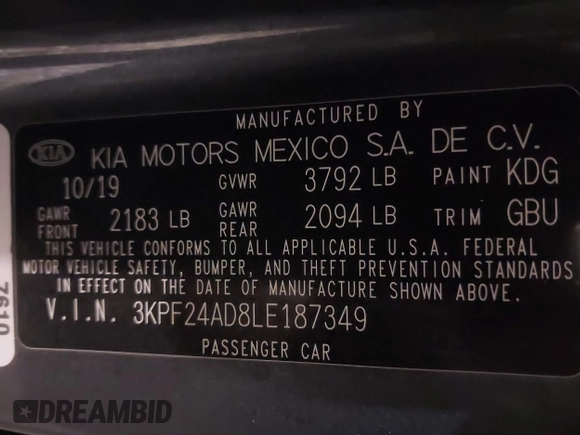 MANUFACTURED BY
KIA KIA MOTORS MEXICO S.A. DE C.V.
10/19 GVWR 3792 LB PAINT KDG
GAWR FRONT 2183 LB GAWR REAR 2094 LB TRIM GBU
THIS VEHICLE CONFORMS TO ALL APPLICABLE U.S.A. FEDERAL
MOTOR VEHICLE SAFETY, BUMPER, AND THEFT PREVENTION STANDARDS
IN EFFECT ON THE DATE OF MANUFACTURE SHOWN ABOVE.
V.I.N. 3KPF24AD8LE187349
PASSENGER CAR
7610
DREAMBID